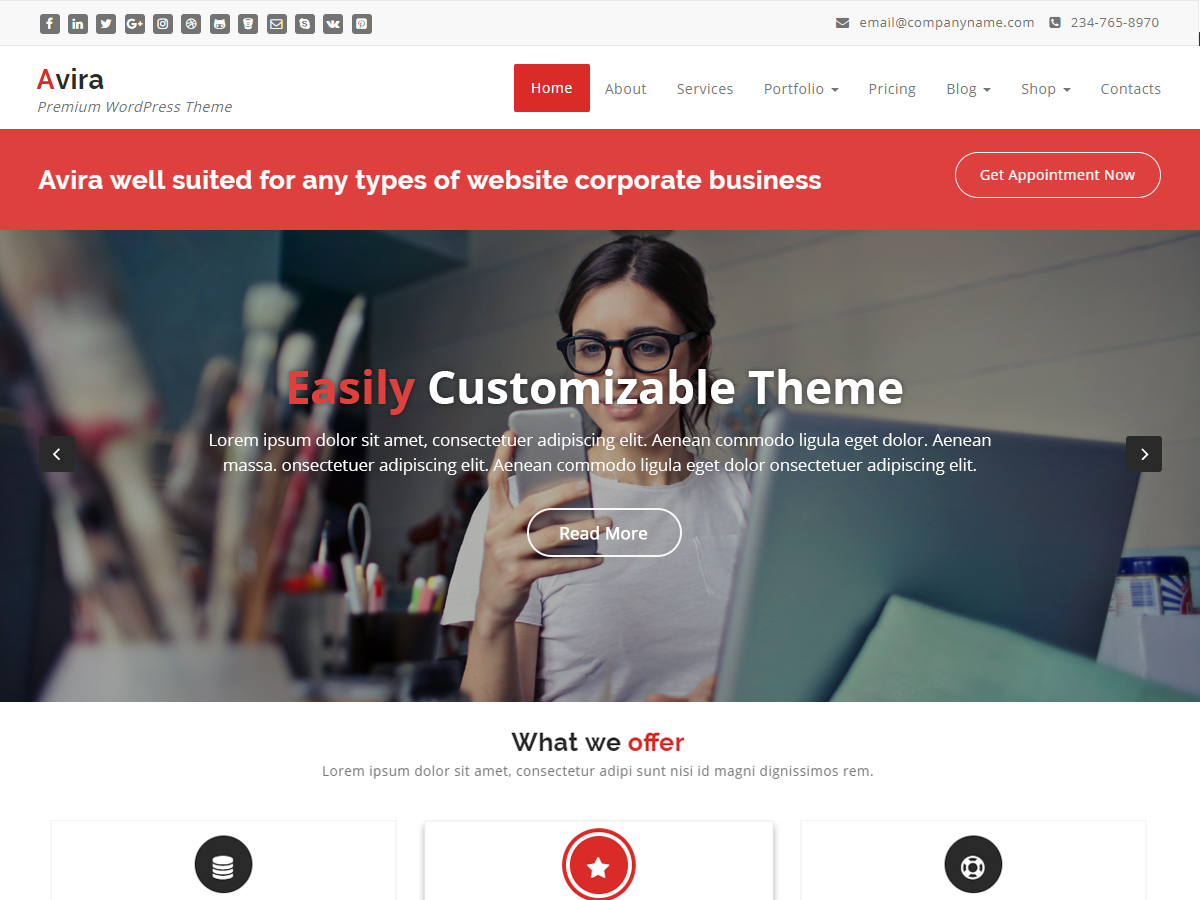 email@companyname.com 234-765-8970
Avira
Premium WordPress Theme
Home About Services Portfolio Pricing Blog Shop Contacts
Avira well suited for any types of website corporate business
Get Appointment Now
Easily Customizable Theme
Lorem ipsum dolor sit amet, consectetuer adipiscing elit. Aenean commodo ligula eget dolor. Aenean
massa. onsectetuer adipiscing elit. Aenean commodo ligula eget dolor onsectetuer adipiscing elit.
Read More
What we offer
Lorem ipsum dolor sit amet, consectetur adipi sunt nisi id magni dignissimos rem.